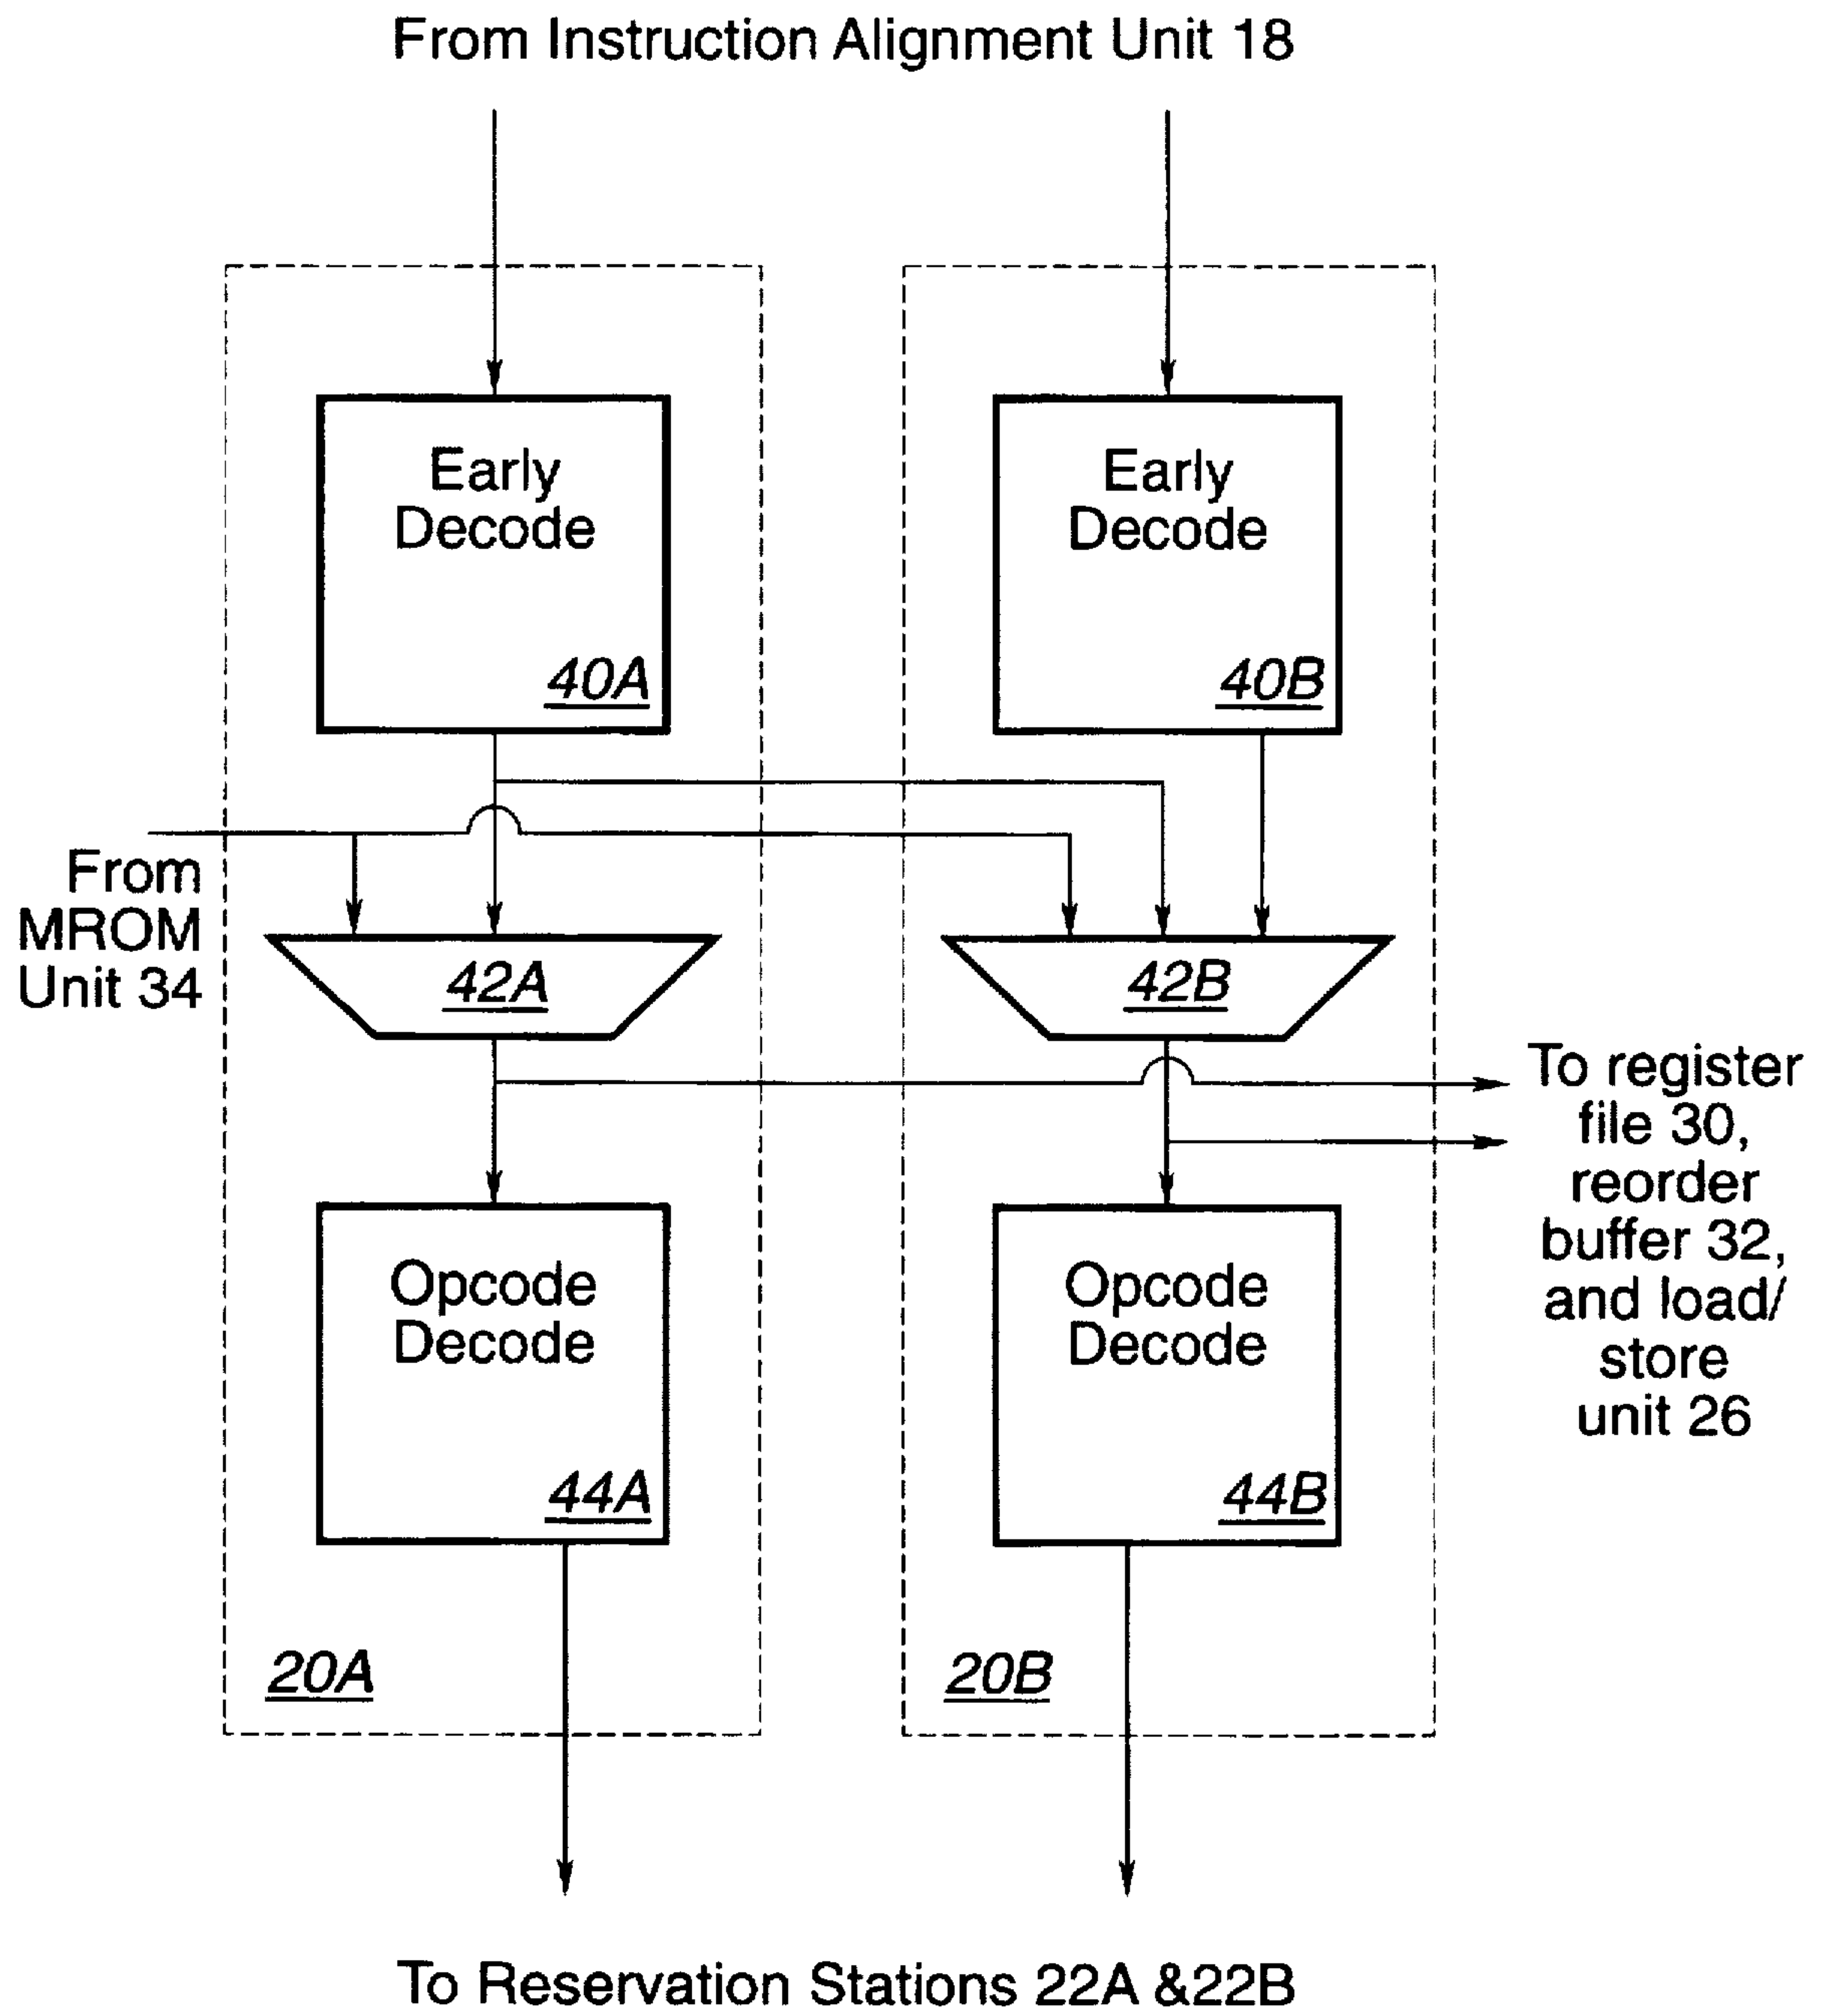 From Instruction Alignment Unit 18
Early
Decode
40A
Early
Decode
40B
From
MROM
Unit 34
42A
42B
To register
file 30,
reorder
buffer 32,
and load/
store
unit 26
Opcode
Decode
44A
Opcode
Decode
44B
20A
20B
To Reservation Stations 22A &22B